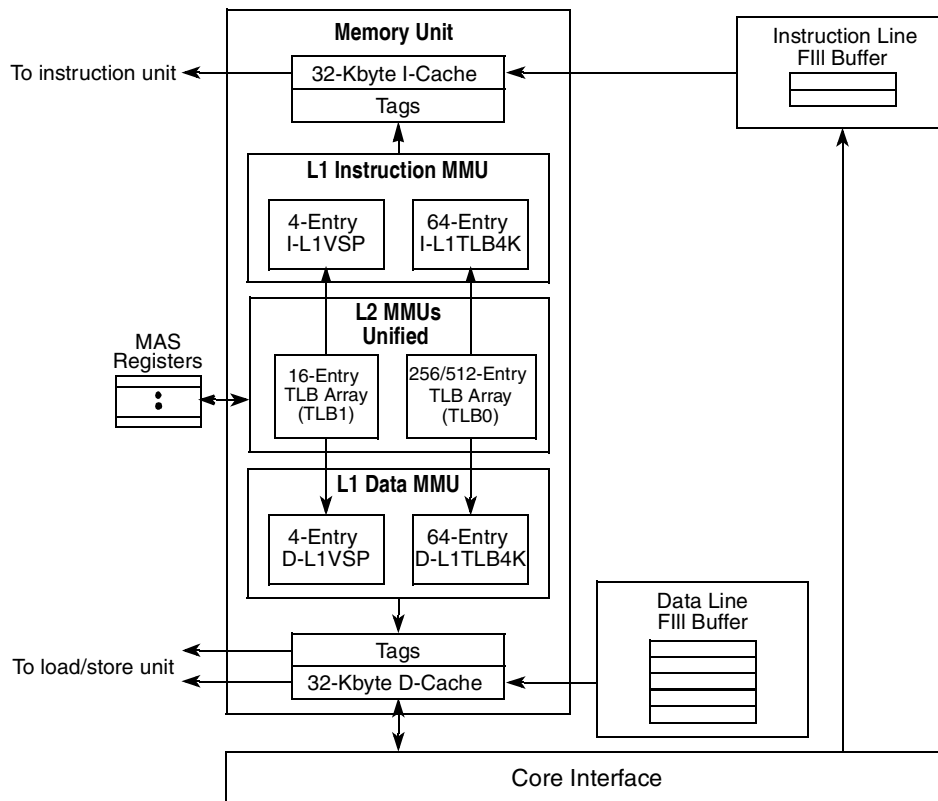 Memory Unit
Instruction Line
FIll Buffer
To instruction unit
32-Kbyte I-Cache
Tags
L1 Instruction MMU
4-Entry
I-L1VSP
64-Entry
I-L1TLB4K
L2 MMUs
Unified
MAS
Registers
16-Entry
TLB Array
(TLB1)
256/512-Entry
TLB Array
(TLB0)
L1 Data MMU
4-Entry
D-L1VSP
64-Entry
D-L1TLB4K
Data Line
FIll Buffer
To load/store unit
Tags
32-Kbyte D-Cache
Core Interface